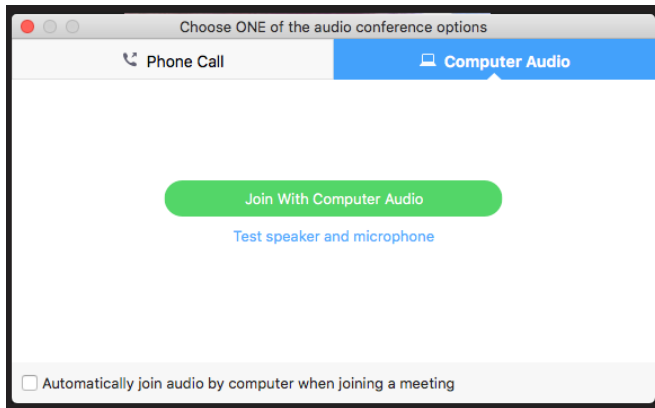 Choose ONE of the audio conference options
Phone Call
Computer Audio
Join With Computer Audio
Test speaker and microphone
Automatically join audio by computer when joining a meeting